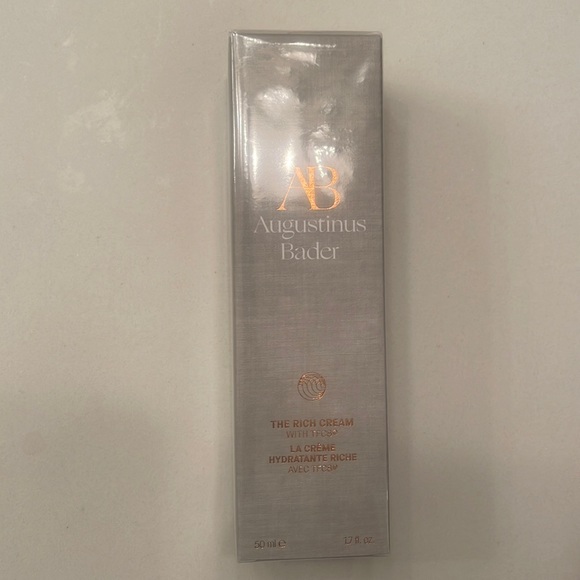 AB
Augustinus
Bader
THE RICH CREAM
WITH TFC8®
LA CRÈME
HYDRATANTE RICHE
AVEC TFC8®
50 ml ℮ 1.7 fl. oz.